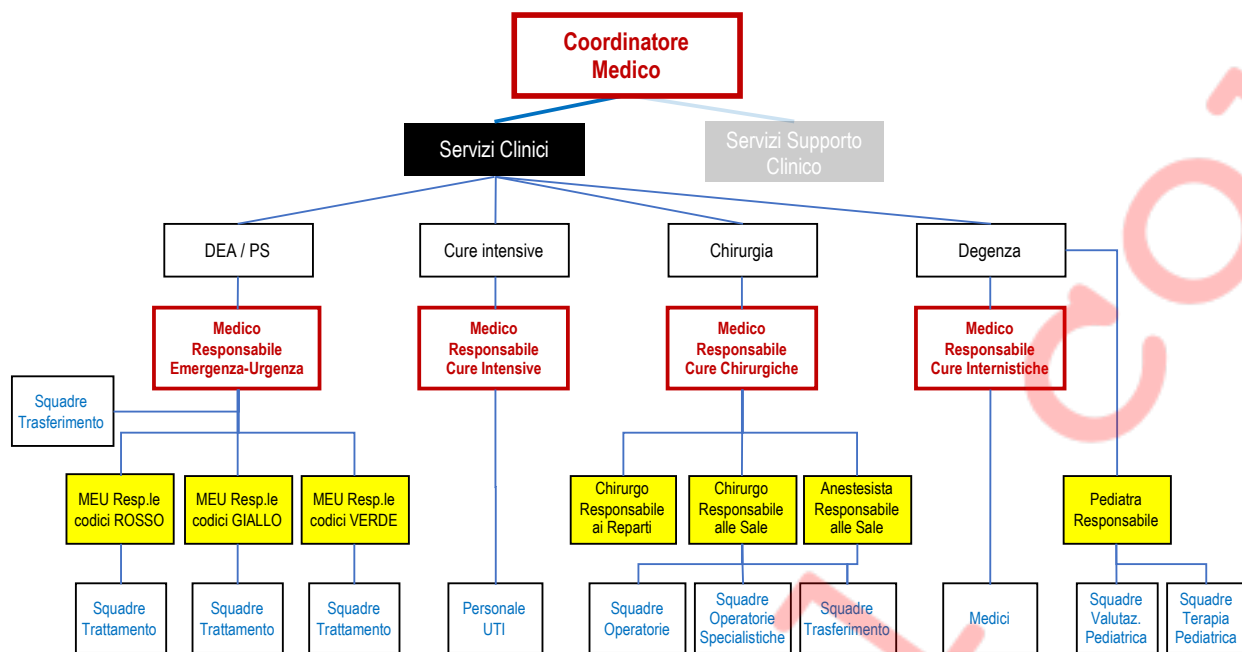 Coordinatore
Medico
Servizi Clinici
Servizi Supporto
Clinico
DEA / PS
Cure intensive
Chirurgia
Degenza
Medico
Responsabile
Emergenza-Urgenza
Medico
Responsabile
Cure Intensive
Medico
Responsabile
Cure Chirurgiche
Medico
Responsabile
Cure Internistiche
Squadre
Trasferimento
MEU Resp.le
codici ROSSO
MEU Resp.le
codici GIALLO
MEU Resp.le
codici VERDE
Chirurgo
Responsabile
ai Reparti
Chirurgo
Responsabile
alle Sale
Anestesista
Responsabile
alle Sale
Pediatra
Responsabile
Squadre
Trattamento
Squadre
Trattamento
Squadre
Trattamento
Personale
UTI
Squadre
Operatorie
Squadre
Operatorie
Specialistiche
Squadre
Trasferimento
Medici
Squadre
Valutaz.
Pediatrica
Squadre
Terapia
Pediatrica